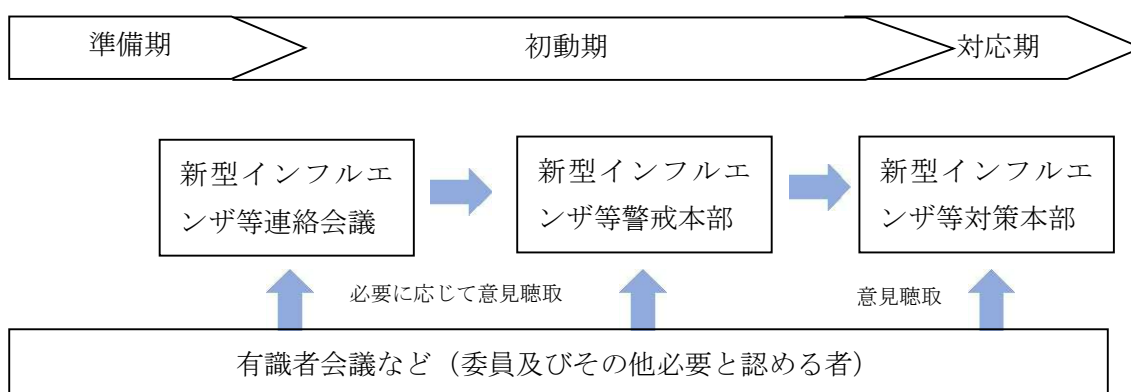 準備期
初動期
対応期
新型インフルエ
ンザ等連絡会議
新型インフルエ
ンザ等警戒本部
新型インフルエ
ンザ等対策本部
必要に応じて意見聴取
意見聴取
有識者会議など（委員及びその他必要と認める者）